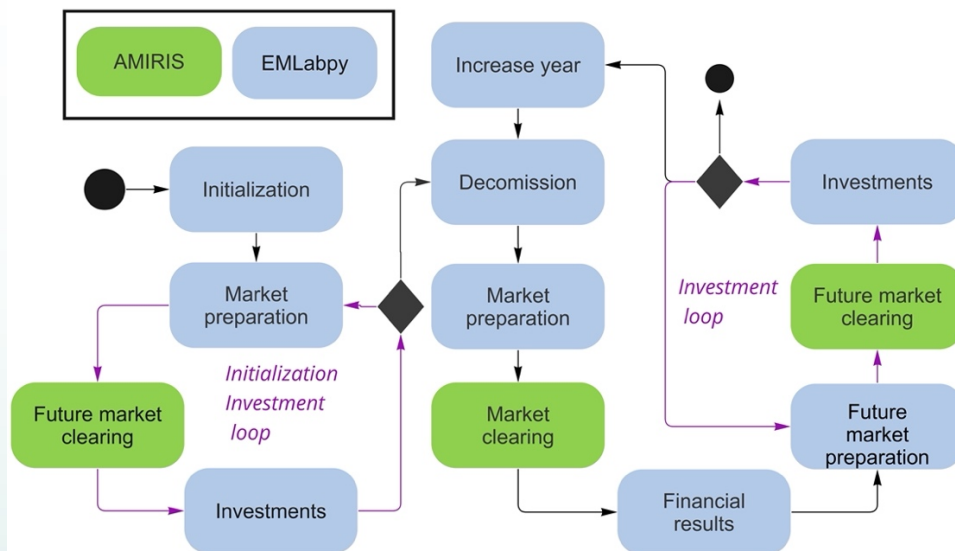 AMIRIS
EMLabpy
Increase year
Initialization
Decomission
Investments
Market
preparation
Market
preparation
Investment
loop
Future market
clearing
Initialization
Investment
loop
Future market
clearing
Market
clearing
Future
market
preparation
Investments
Financial
results